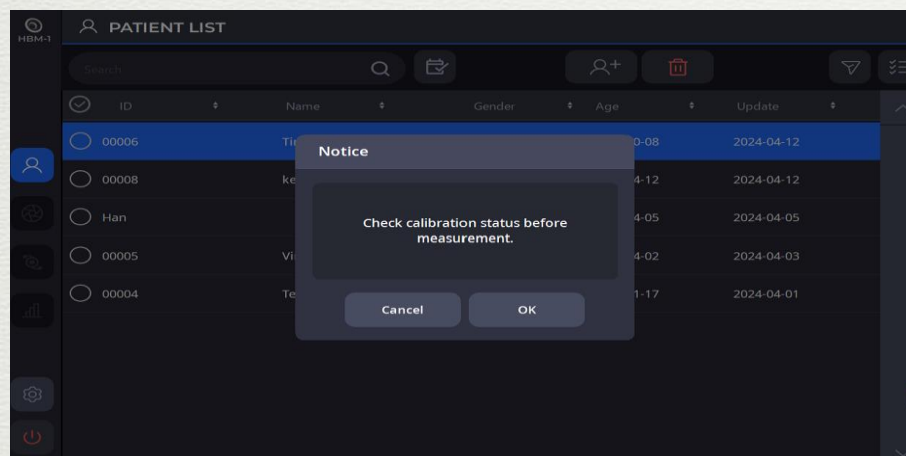 HBM-1
PATIENT LIST
Search
ID Name Gender Age Update
00006 0-08 2024-04-12
00008 4-12 2024-04-12
Han 4-05 2024-04-05
00005 4-02 2024-04-03
00004 1-17 2024-04-01
Notice
Check calibration status before
measurement.
Cancel OK